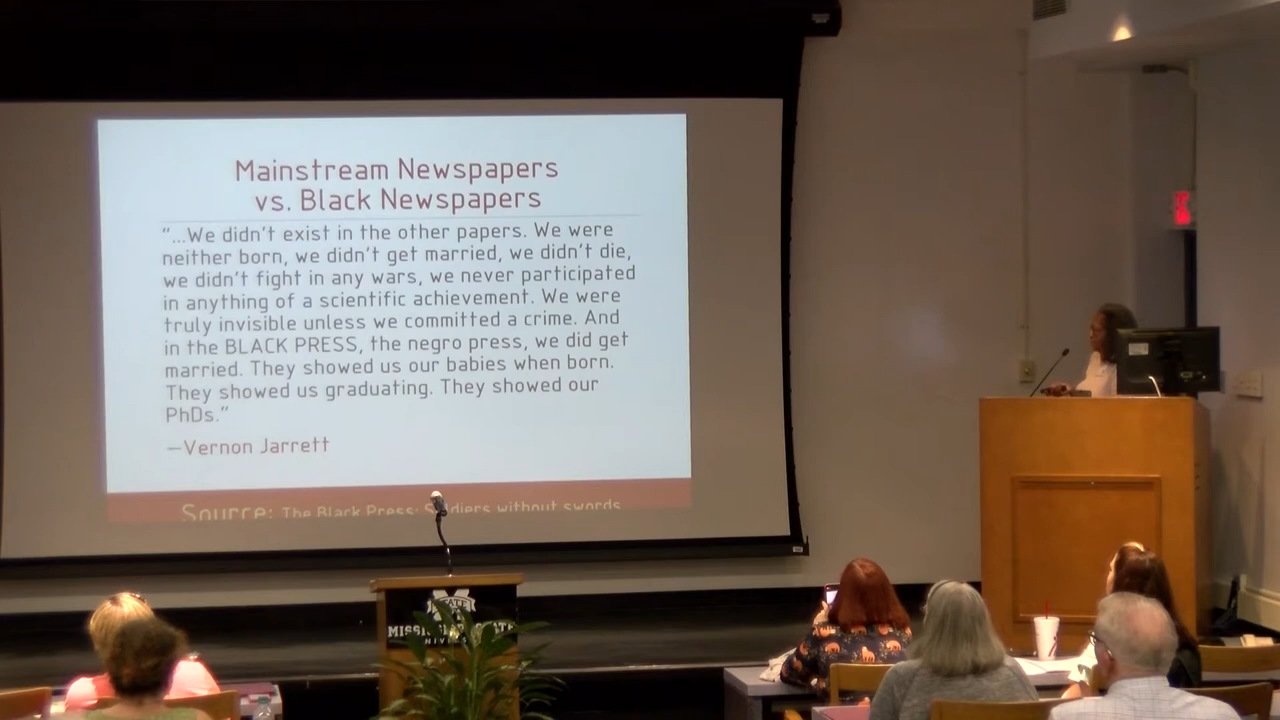 Mainstream Newspapers
vs. Black Newspapers
“...We didn’t exist in the other papers. We were
neither born, we didn’t get married, we didn’t die,
we didn’t fight in any wars, we never participated
in anything of a scientific achievement. We were
truly invisible unless we committed a crime. And
in the BLACK PRESS, the negro press, we did get
married. They showed us our babies when born.
They showed us graduating. They showed our
PhDs.”
—Vernon Jarrett
Source: The Black Press: Soldiers without swords
STATE